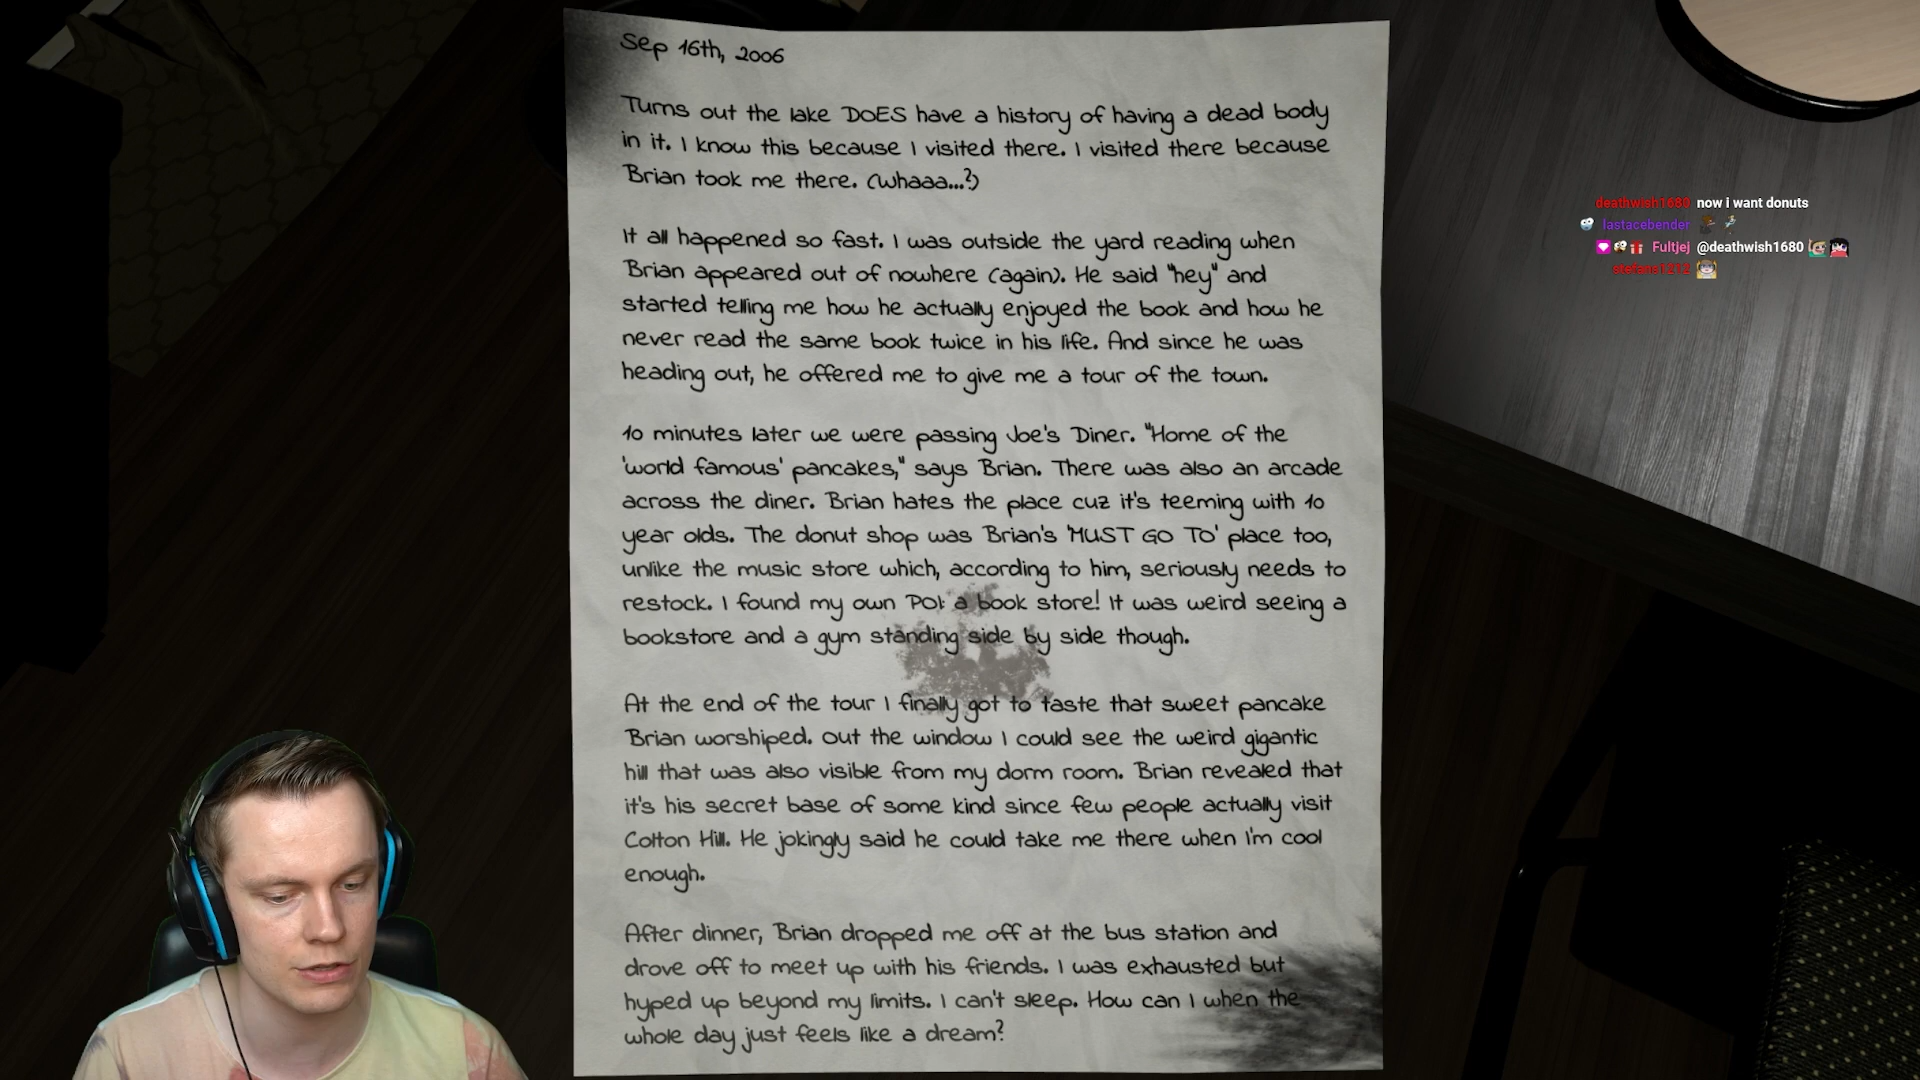 Sep 16th, 2006
Turns out the lake DOES have a history of having a dead body
in it. I know this because I visited there. I visited there because
Brian took me there. (Whaaa...?)
It all happened so fast. I was outside the yard reading when
Brian appeared out of nowhere (again). He said "hey" and
started telling me how he actually enjoyed the book and how he
never read the same book twice in his life. And since he was
heading out, he offered me to give me a tour of the town.
10 minutes later we were passing Joe's Diner. "Home of the
'world famous' pancakes," says Brian. There was also an arcade
across the diner. Brian hates the place cuz it's teeming with 10
year olds. The donut shop was Brian's 'MUST GO TO' place too,
unlike the music store which, according to him, seriously needs to
restock. I found my own POI: a book store! It was weird seeing a
bookstore and a gym standing side by side though.
At the end of the tour I finally got to taste that sweet pancake
Brian worshiped. Out the window I could see the weird gigantic
hill that was also visible from my dorm room. Brian revealed that
it's his secret base of some kind since few people actually visit
Colton Hill. He jokingly said he could take me there when I'm cool
enough.
After dinner, Brian dropped me off at the bus station and
drove off to meet up with his friends. I was exhausted but
hyped up beyond my limits. I can't sleep. How can I when the
whole day just feels like a dream?
deathwish1680 now i want donuts
lastacebender
Fultjej @deathwish1680
stefans1212